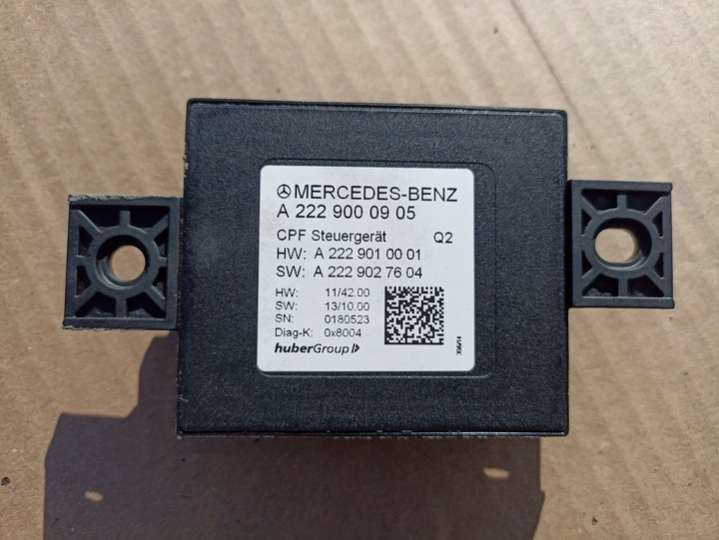 MERCEDES-BENZ
A 222 900 09 05
CPF Steuergerät Q2
HW: A 222 901 00 01
SW: A 222 902 76 04
HW: 11/42.00
SW: 13/10.00
SN: 0180523
Diag-K: 0x8004
huberGroup